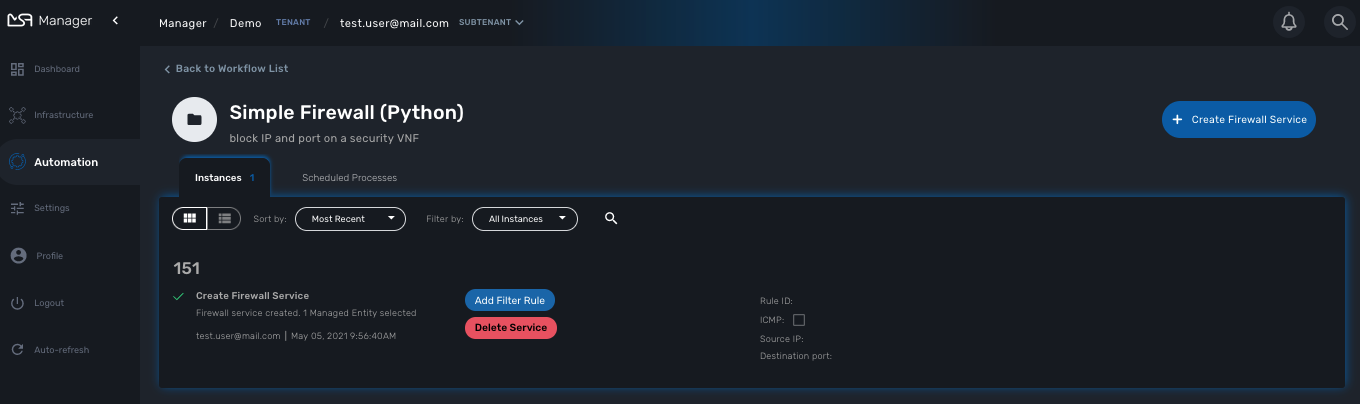 MSA Manager
Manager / Demo TENANT / test.user@mail.com SUBTENANT
Dashboard
Infrastructure
Automation
Settings
Profile
Logout
Auto-refresh
Back to Workflow List
Simple Firewall (Python)
block IP and port on a security VNF
+ Create Firewall Service
Instances 1
Scheduled Processes
Sort by: Most Recent Filter by: All Instances
151
Create Firewall Service
Firewall service created. 1 Managed Entity selected
test.user@mail.com | May 05, 2021 9:56:40AM
Add Filter Rule
Delete Service
Rule ID:
ICMP:
Source IP:
Destination port: